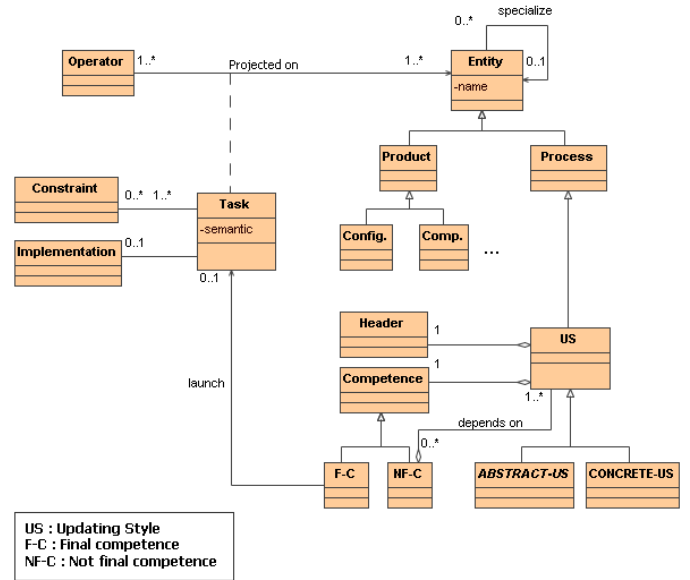 specialize
0..*
Operator
1..*
Projected on
1..*
Entity
0..1
-name
Product
Process
Constraint
0..*
1..*
Task
-semantic
Config.
Comp.
...
Implementation
0..1
0..1
Header
1
US
1
Competence
launch
1..*
depends on
0..*
F-C
NF-C
ABSTRACT-US
CONCRETE-US
US : Updating Style
F-C : Final competence
NF-C : Not final competence